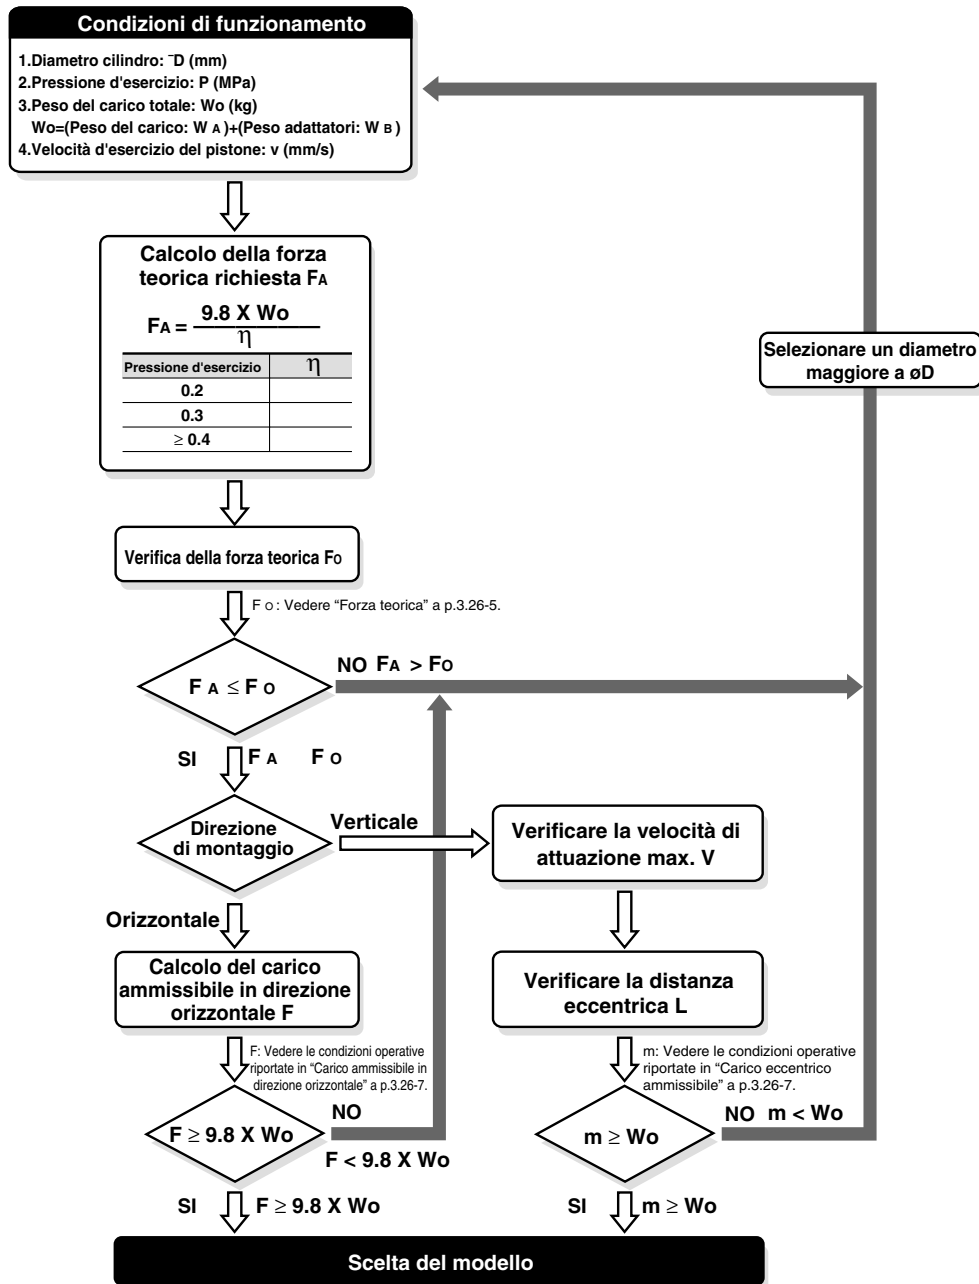 Condizioni di funzionamento
1.Diametro cilindro: ¯D (mm)
2.Pressione d'esercizio: P (MPa)
3.Peso del carico totale: Wo (kg)
Wo=(Peso del carico: W A)+(Peso adattatori: W B)
4.Velocità d'esercizio del pistone: v (mm/s)
Calcolo della forza
teorica richiesta FA
FA = 9.8 X Wo
η
Pressione d'esercizio η
0.2
0.3
≥ 0.4
Selezionare un diametro
maggiore a øD
Verifica della forza teorica Fo
F o: Vedere “Forza teorica” a p.3.26-5.
F A ≤ F O
NO FA > FO
SI F A F O
Direzione
di montaggio
Verticale
Verificare la velocità di
attuazione max. V
Orizzontale
Calcolo del carico
ammissibile in direzione
orizzontale F
Verificare la distanza
eccentrica L
F: Vedere le condizioni operative
riportate in “Carico ammissibile in
direzione orizzontale” a p.3.26-7.
m: Vedere le condizioni operative
riportate in “Carico eccentrico
ammissibile” a p.3.26-7.
F ≥ 9.8 X Wo
NO
F < 9.8 X Wo
m ≥ Wo
NO m < Wo
SI F ≥ 9.8 X Wo
SI m ≥ Wo
Scelta del modello